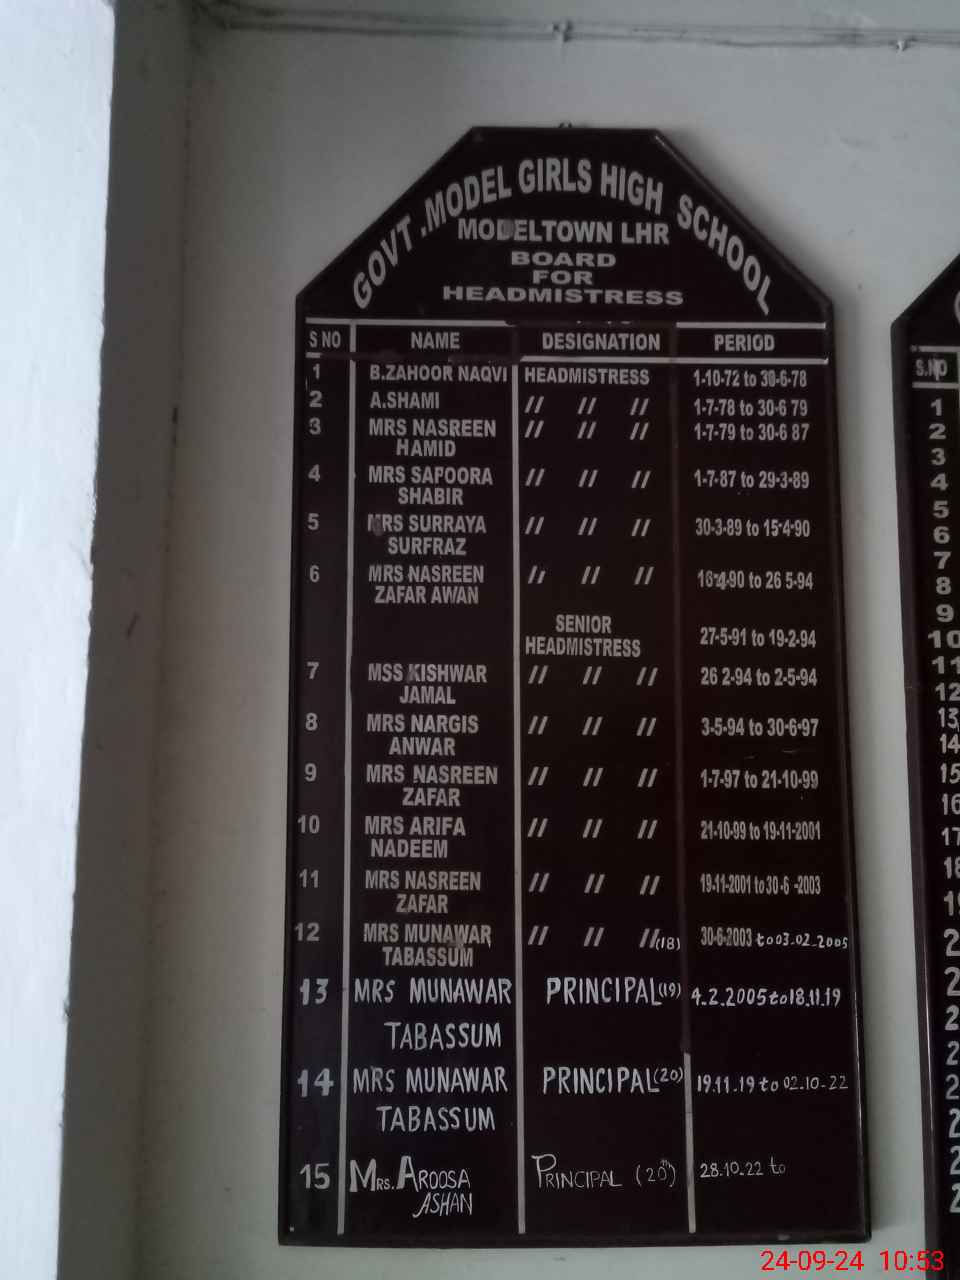 GOVT .MODEL GIRLS HIGH SCHOOL
MODELTOWN LHR
BOARD
FOR
HEADMISTRESS
S NO NAME DESIGNATION PERIOD
1 B.ZAHOOR NAQVI HEADMISTRESS 1-10-72 to 30-6-78
2 A.SHAMI // // // 1-7-78 to 30-6 79
3 MRS NASREEN // // // 1-7-79 to 30-6 87
HAMID
4 MRS SAFOORA // // // 1-7-87 to 29-3-89
SHABIR
5 MRS SURRAYA // // // 30-3-89 to 15-4-90
SURFRAZ
6 MRS NASREEN // // // 16-4-90 to 26 5-94
ZAFAR AWAN
SENIOR
HEADMISTRESS 27-5-91 to 19-2-94
7 MSS KISHWAR // // // 26 2-94 to 2-5-94
JAMAL
8 MRS NARGIS // // // 3-5-94 to 30-6-97
ANWAR
9 MRS NASREEN // // // 1-7-97 to 21-10-99
ZAFAR
10 MRS ARIFA // // // 21-10-99 to 19-11-2001
NADEEM
11 MRS NASREEN // // // 19-11-2001 to 30-6 -2003
ZAFAR
12 MRS MUNAWAR // // // (18) 30-6-2003 to 03-02-2005
TABASSUM
13 MRS MUNAWAR PRINCIPAL (19) 4.2.2005 to 18.11.19
TABASSUM
14 MRS MUNAWAR PRINCIPAL (20) 19.11.19 to 02.10-22
TABASSUM
15 MRS. AROOSA PRINCIPAL (20th) 28.10.22 to
ASHAN
S.NO
1
2
3
4
5
6
7
8
9
10
11
12
13
14
15
16
17
18
24-09-24 10:53